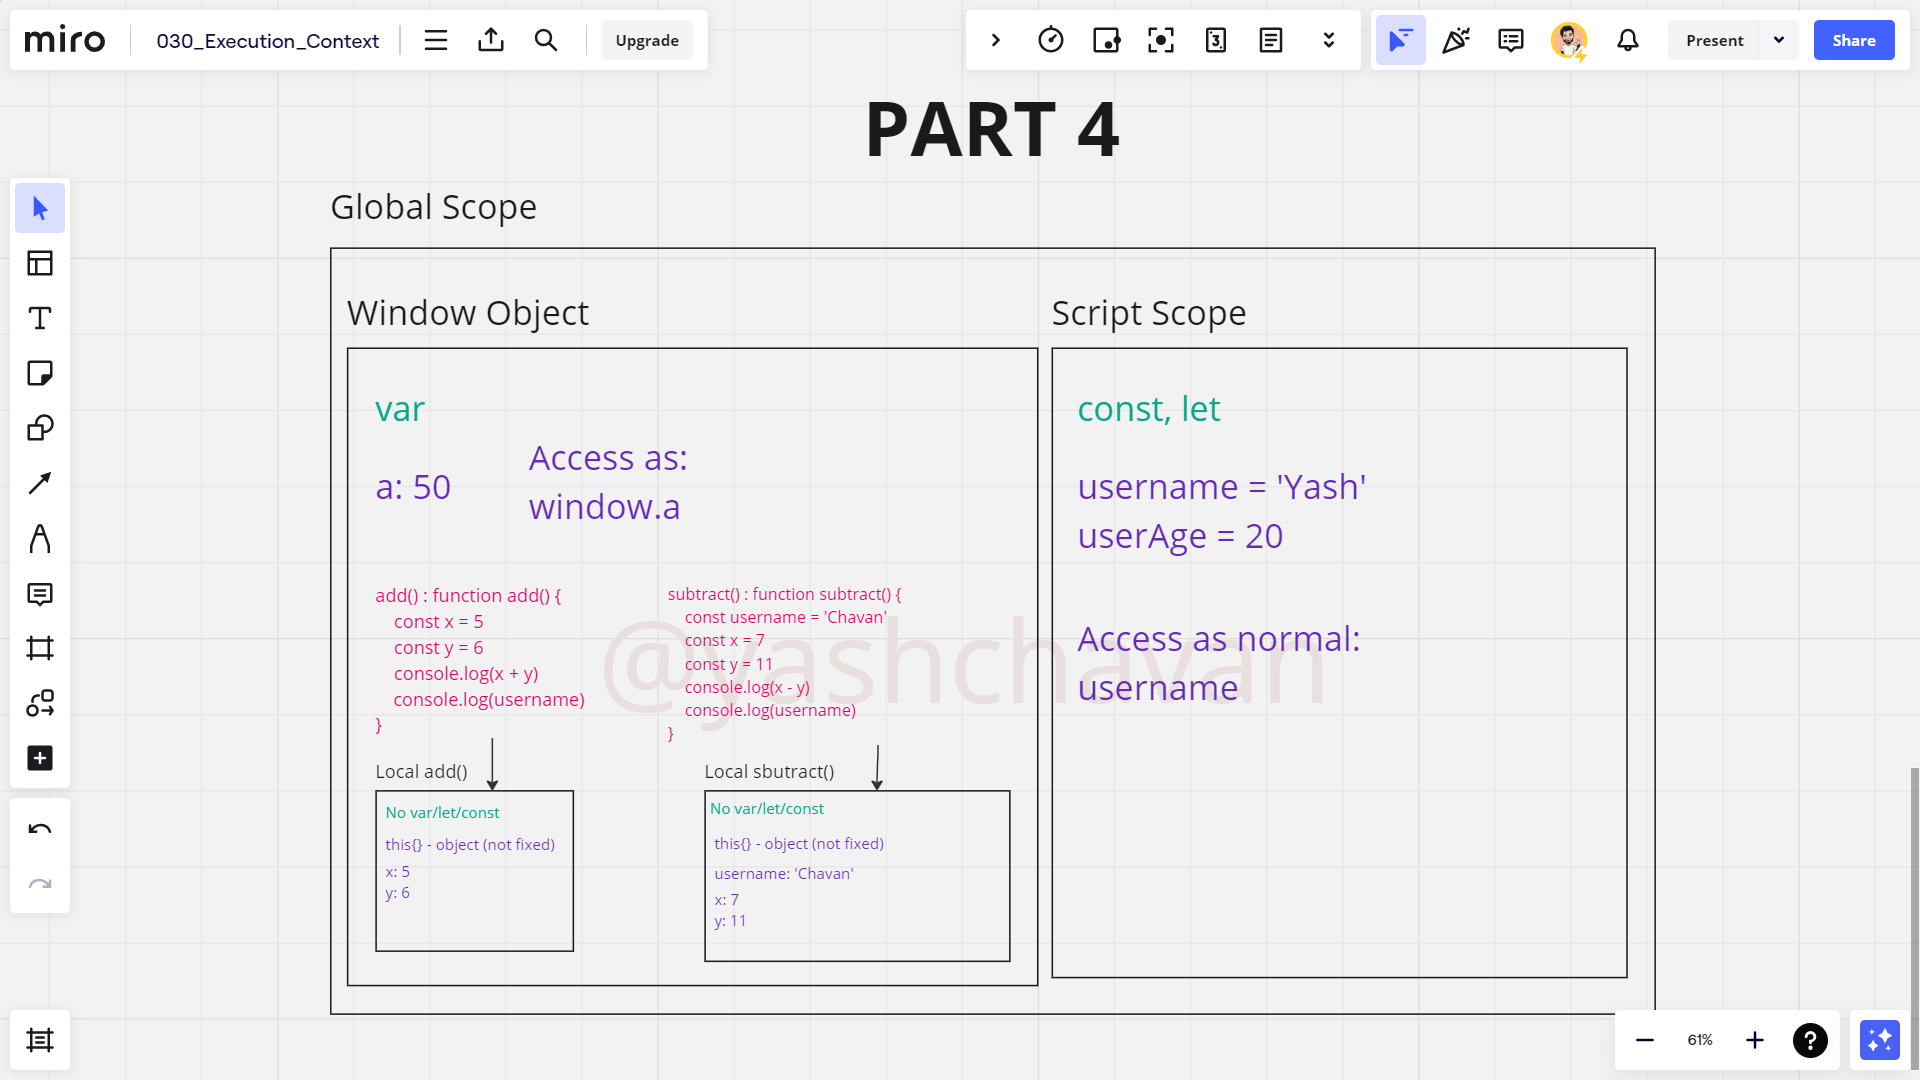 miro
030_Execution_Context
Upgrade
3
Present
Share
PART 4
Global Scope
Window Object
var
a: 50
Access as:
window.a
add() : function add() {
const x = 5
const y = 6
console.log(x + y)
console.log(username)
}
subtract() : function subtract() {
const username = 'Chavan'
const x = 7
const y = 11
console.log(x - y)
console.log(username)
}
Local add()
No var/let/const
this{} - object (not fixed)
x: 5
y: 6
Local sbutract()
No var/let/const
this{} - object (not fixed)
username: 'Chavan'
x: 7
y: 11
Script Scope
const, let
username = 'Yash'
userAge = 20
Access as normal:
username
@yashchavan
61%
?